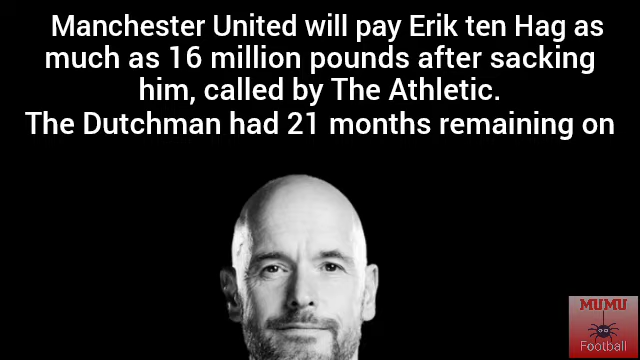 Manchester United will pay Erik ten Hag as
much as 16 million pounds after sacking
him, called by The Athletic.
The Dutchman had 21 months remaining on
MUMU
Football